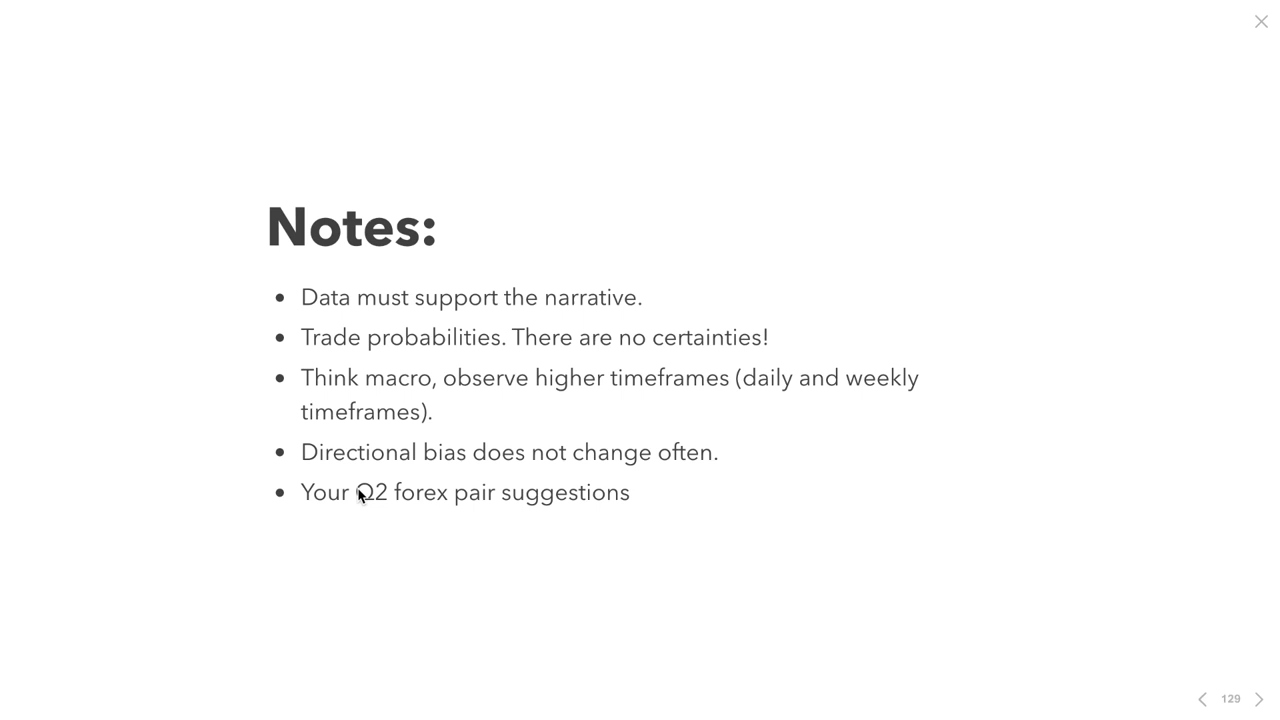 Notes:
• Data must support the narrative.
• Trade probabilities. There are no certainties!
• Think macro, observe higher timeframes (daily and weekly
timeframes).
• Directional bias does not change often.
• Your Q2 forex pair suggestions
129